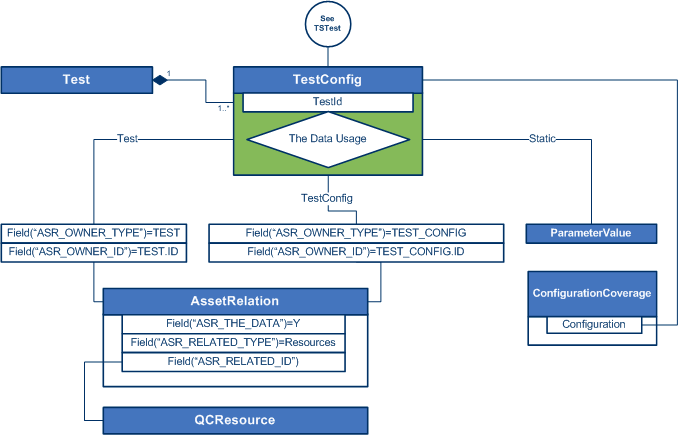 See
TSTest
Test
1
1..*
TestConfig
TestId
The Data Usage
Test
Static
TestConfig
Field("ASR_OWNER_TYPE")=TEST
Field("ASR_OWNER_ID")=TEST.ID
Field("ASR_OWNER_TYPE")=TEST_CONFIG
Field("ASR_OWNER_ID")=TEST_CONFIG.ID
ParameterValue
AssetRelation
Field("ASR_THE_DATA")=Y
Field("ASR_RELATED_TYPE")=Resources
Field("ASR_RELATED_ID")
ConfigurationCoverage
Configuration
QCResource